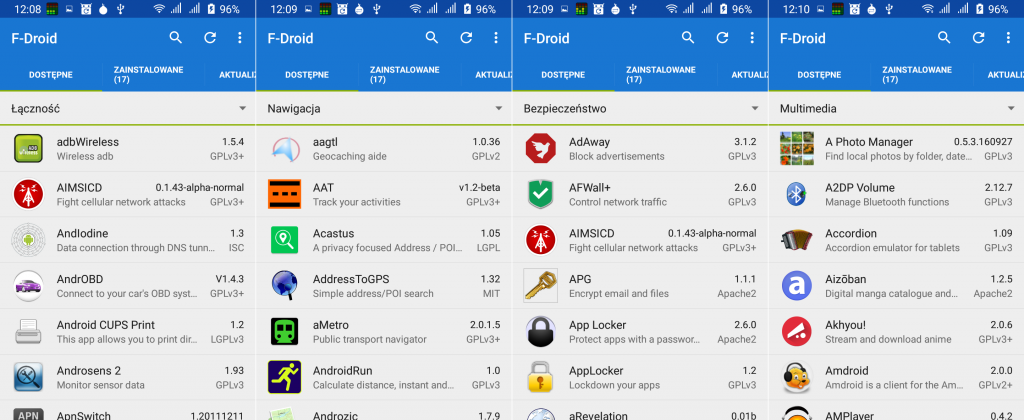 12:08 96%
F-Droid
DOSTĘPNE ZAINSTALOWANE (17) AKTUALI
Łączność
adbWireless 1.5.4
Wireless adb GPLv3+
AIMSICD 0.1.43-alpha-normal
Fight cellular network attacks GPLv3+
AndIodine 1.3
Data connection through DNS tunn... ISC
AndrOBD V1.4.3
Connect to your car's OBD syst... GPLv3+
Android CUPS Print 1.2
This app allows you to print dir... LGPLv3
Androsens 2 1.93
Monitor sensor data GPLv3
APN ApnSwitch 1.20111211
12:09 96%
F-Droid
DOSTĘPNE ZAINSTALOWANE (17) AKTUALI
Nawigacja
aagtl 1.0.36
Geocaching aide GPLv2
AAT v1.2-beta
Track your activities GPLv3+
Acastus 1.05
A privacy focused Address / POI... LGPL
AddressToGPS 1.32
Simple address/POI search MIT
aMetro 2.0.1.5
Public transport navigator GPLv3+
AndroidRun 1.0
Calculate distance, instant and... GPLv3
Androzic 1.7.9
12:09 96%
F-Droid
DOSTĘPNE ZAINSTALOWANE (17) AKTUALI
Bezpieczeństwo
AdAway 3.1.2
Block advertisements GPLv3
AFWall+ 2.6.0
Control network traffic GPLv3
AIMSICD 0.1.43-alpha-normal
Fight cellular network attacks GPLv3+
APG 1.1.1
Encrypt email and files Apache2
App Locker 2.6.0
Protect apps with a passwor... Apache2
AppLocker 1.2
Lockdown your apps GPLv3
aRevelation 0.01b
12:10 96%
F-Droid
DOSTĘPNE ZAINSTALOWANE (17) AKTUALI
Multimedia
A Photo Manager 0.5.3.160927
Find local photos by folder, date... GPLv3
A2DP Volume 2.12.7
Manage Bluetooth functions GPLv3
Accordion 1.09
Accordion emulator for tablets GPLv3
a Aizōban 1.2.5
Digital manga catalogue and... Apache2
Akhyou! 2.0.6
Stream and download anime GPLv3+
Amdroid 2.0.0
Amdroid is a client for the Am... GPLv2+
AMPlayer 0.4.2